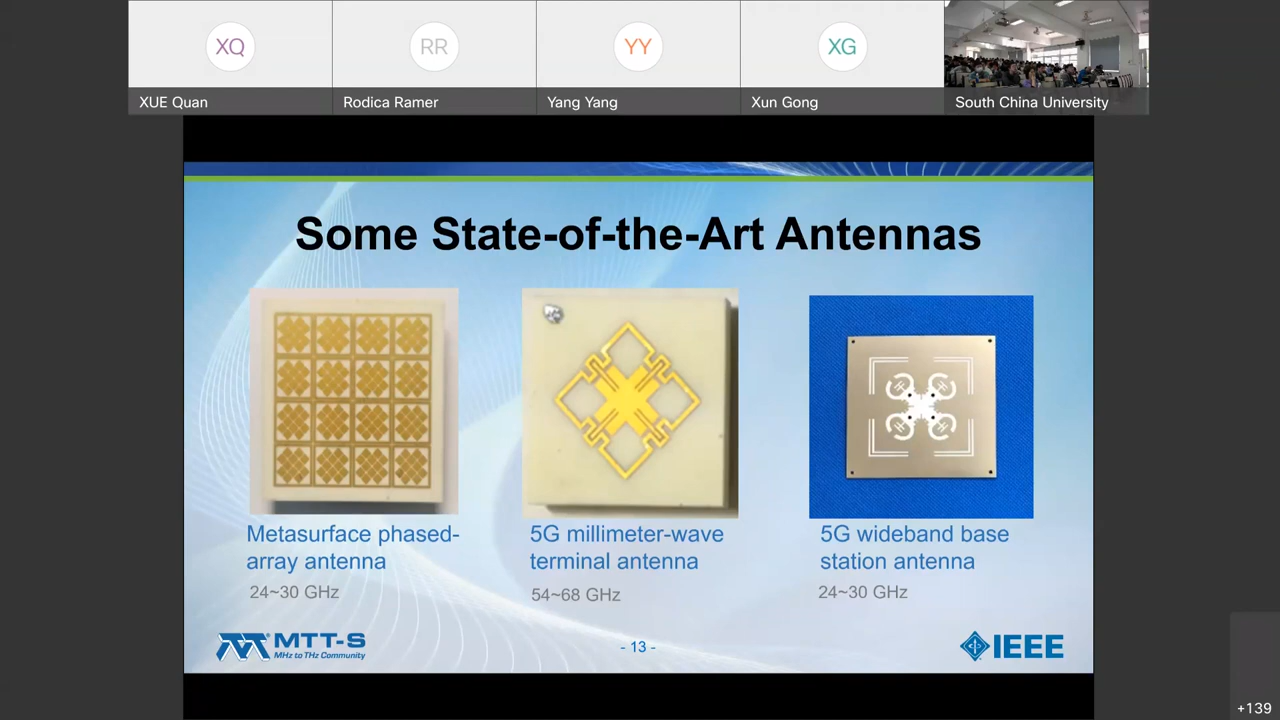 XQ
RR
YY
XG
XUE Quan
Rodica Ramer
Yang Yang
Xun Gong
South China University
Some State-of-the-Art Antennas
Metasurface phased-
array antenna
24~30 GHz
5G millimeter-wave
terminal antenna
54~68 GHz
5G wideband base
station antenna
24~30 GHz
MTT-S
MHz to THz Community
- 13 -
IEEE
+139